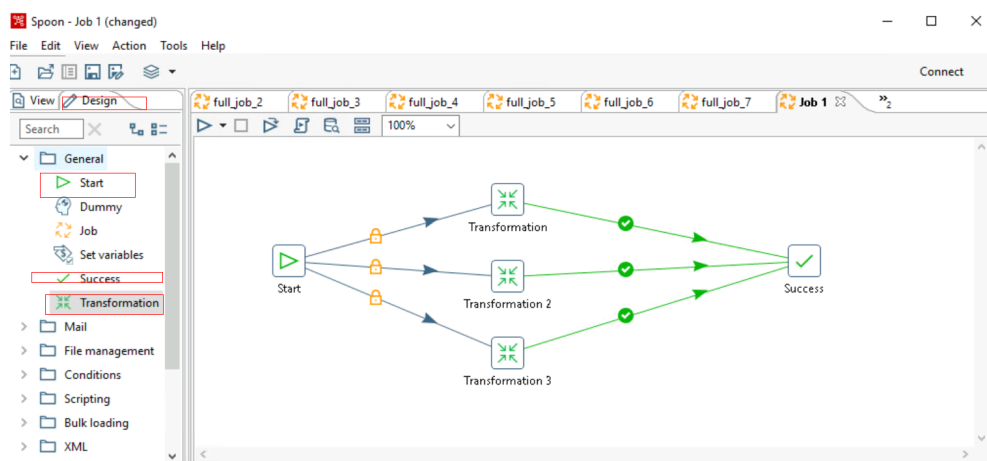 Spoon - Job 1 (changed)
File Edit View Action Tools Help
Connect
View Design
full_job_2 full_job_3 full_job_4 full_job_5 full_job_6 full_job_7 Job 1 »2
Search
100%
General
Start
Dummy
Job
Set variables
Success
Transformation
Mail
File management
Conditions
Scripting
Bulk loading
XML
Transformation
Start
Success
Transformation 2
Transformation 3